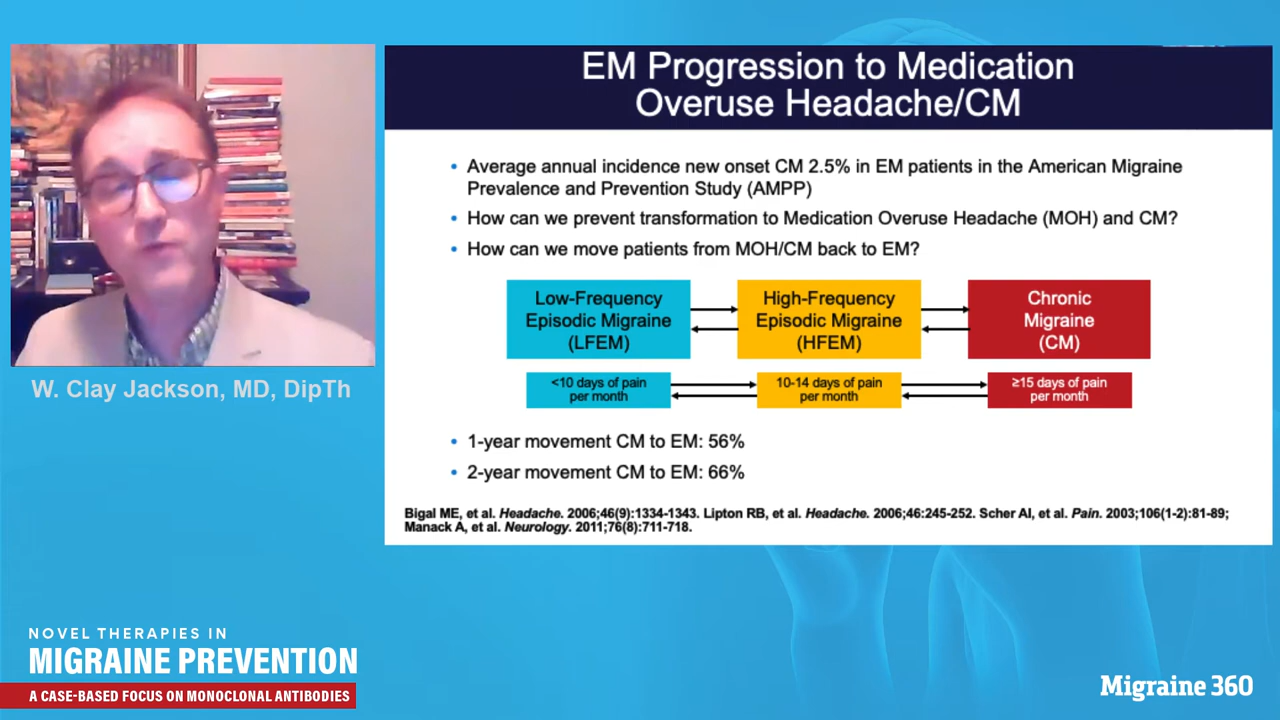 EM Progression to Medication
Overuse Headache/CM
• Average annual incidence new onset CM 2.5% in EM patients in the American Migraine
Prevalence and Prevention Study (AMPP)
• How can we prevent transformation to Medication Overuse Headache (MOH) and CM?
• How can we move patients from MOH/CM back to EM?
Low-Frequency
Episodic Migraine
(LFEM)
High-Frequency
Episodic Migraine
(HFEM)
Chronic
Migraine
(CM)
<10 days of pain
per month
10-14 days of pain
per month
≥15 days of pain
per month
• 1-year movement CM to EM: 56%
• 2-year movement CM to EM: 66%
Bigal ME, et al. Headache. 2006;46(9):1334-1343. Lipton RB, et al. Headache. 2006;46:245-252. Scher AI, et al. Pain. 2003;106(1-2):81-89;
Manack A, et al. Neurology. 2011;76(8):711-718.
W. Clay Jackson, MD, DipTh
NOVEL THERAPIES IN
MIGRAINE PREVENTION
A CASE-BASED FOCUS ON MONOCLONAL ANTIBODIES
Migraine 360